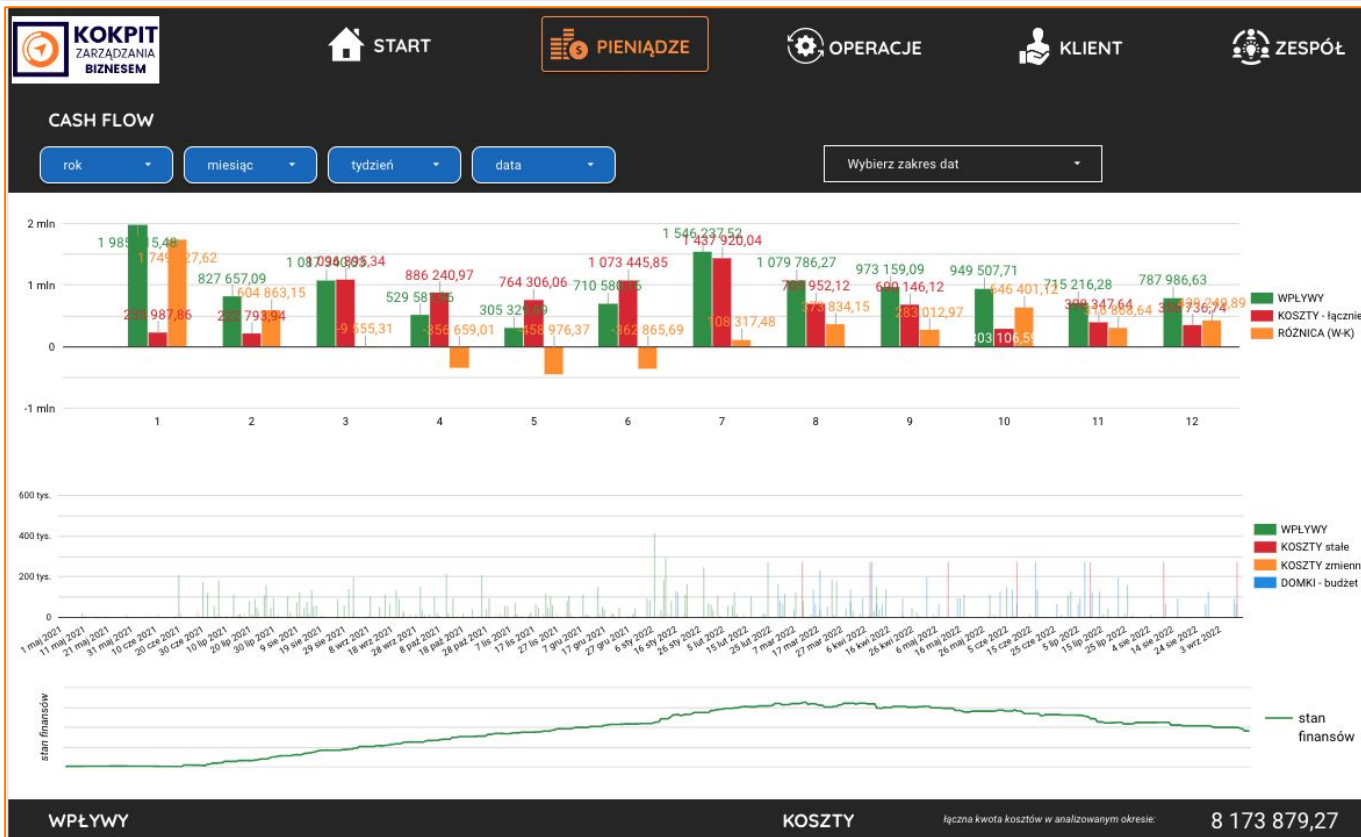 KOKPIT
ZARZĄDZANIA
BIZNESEM
START
PIENIĄDZE
OPERACJE
KLIENT
ZESPÓŁ
CASH FLOW
rok
miesiąc
tydzień
data
Wybierz zakres dat
2 mln
1 mln
0
-1 mln
827 657,09
604 863,15
222 793,94
-9 555,31
886 240,97
-356 659,01
764 306,06
-458 976,37
1 073 445,85
-362 865,69
1 546 237,52
1 437 920,04
108 317,48
1 079 786,27
973 159,09
690 146,12
283 012,97
949 507,71
303 106,59
646 401,12
715 216,28
398 347,64
787 986,63
1 2 3 4 5 6 7 8 9 10 11 12
WPŁYWY
KOSZTY - łącznie
RÓŻNICA (W-K)
600 tys.
400 tys.
200 tys.
0
WPŁYWY
KOSZTY stałe
KOSZTY zmienn
DOMKI - budżet
1 maj 2021 11 maj 2021 21 maj 2021 31 maj 2021 10 cze 2021 20 cze 2021 30 cze 2021 10 lip 2021 20 lip 2021 30 lip 2021 9 sie 2021 19 sie 2021 29 sie 2021 8 wrz 2021 18 wrz 2021 28 wrz 2021 8 paź 2021 18 paź 2021 28 paź 2021 7 lis 2021 17 lis 2021 27 lis 2021 7 gru 2021 17 gru 2021 27 gru 2021 6 sty 2022 16 sty 2022 26 sty 2022 5 lut 2022 15 lut 2022 25 lut 2022 7 mar 2022 17 mar 2022 27 mar 2022 6 kwi 2022 16 kwi 2022 26 kwi 2022 6 maj 2022 16 maj 2022 26 maj 2022 5 cze 2022 15 cze 2022 25 cze 2022 5 lip 2022 15 lip 2022 25 lip 2022 4 sie 2022 14 sie 2022 24 sie 2022 3 wrz 2022
stan finansów
stan
finansów
WPŁYWY
KOSZTY
łączna kwota kosztów w analizowanym okresie:
8 173 879,27